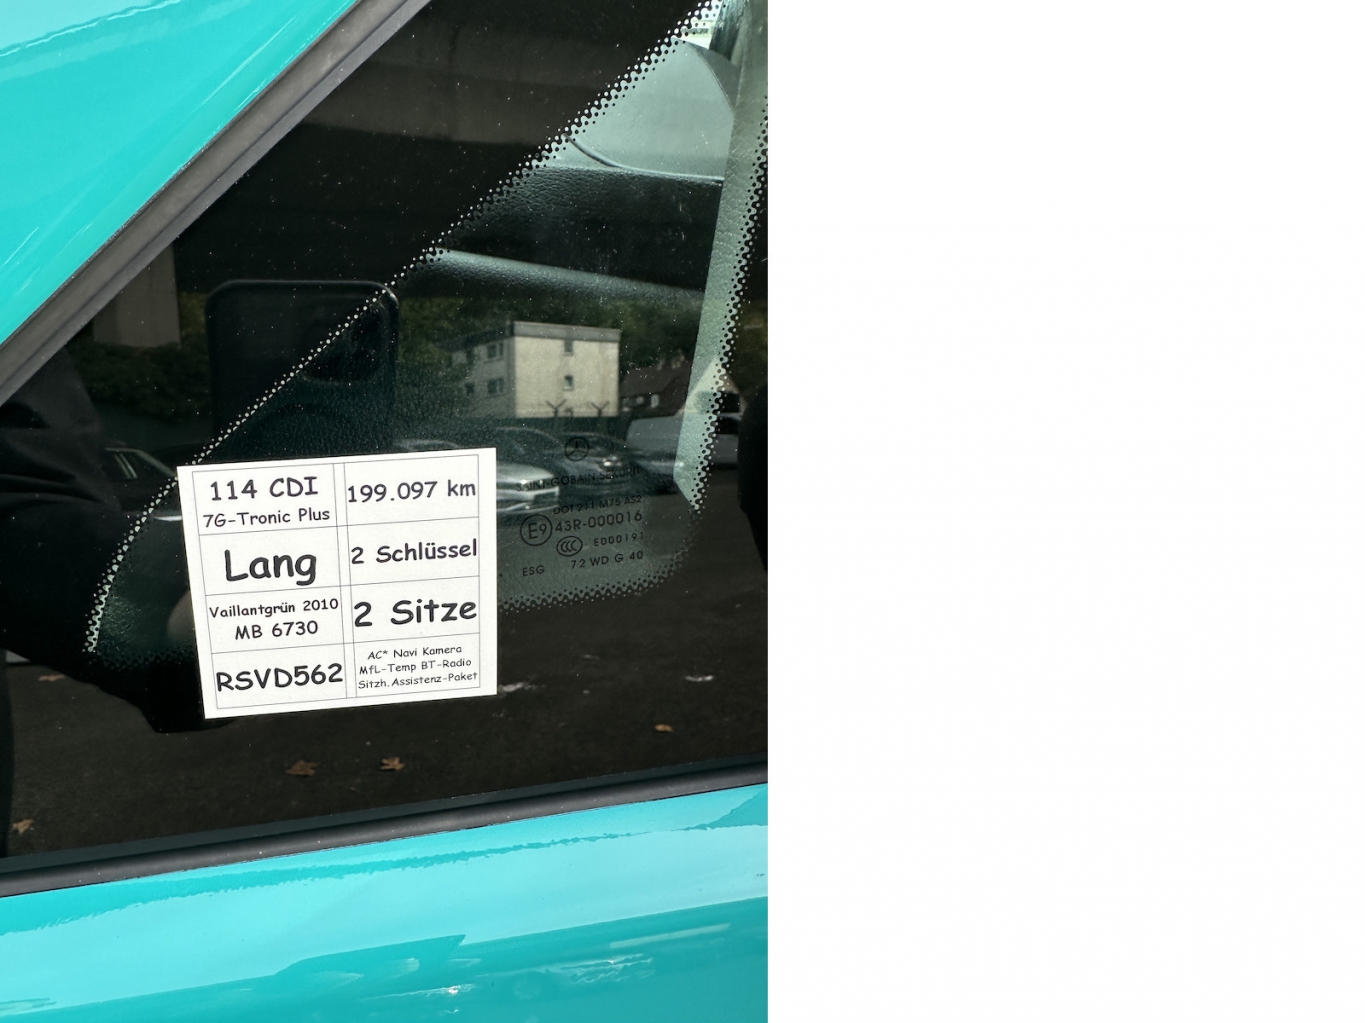 114 CDI
7G-Tronic Plus
199.097 km
Lang
2 Schlüssel
Vaillantgrün 2010
MB 6730
2 Sitze
RSVD562
AC* Navi Kamera
MfL-Temp BT-Radio
Sitzh. Assistenz-Paket
SAINT-GOBAIN SEKURIT
DOT 211 M75 AS2
E9 43R-000016
CCC E000191
ESG 72 WD G 40